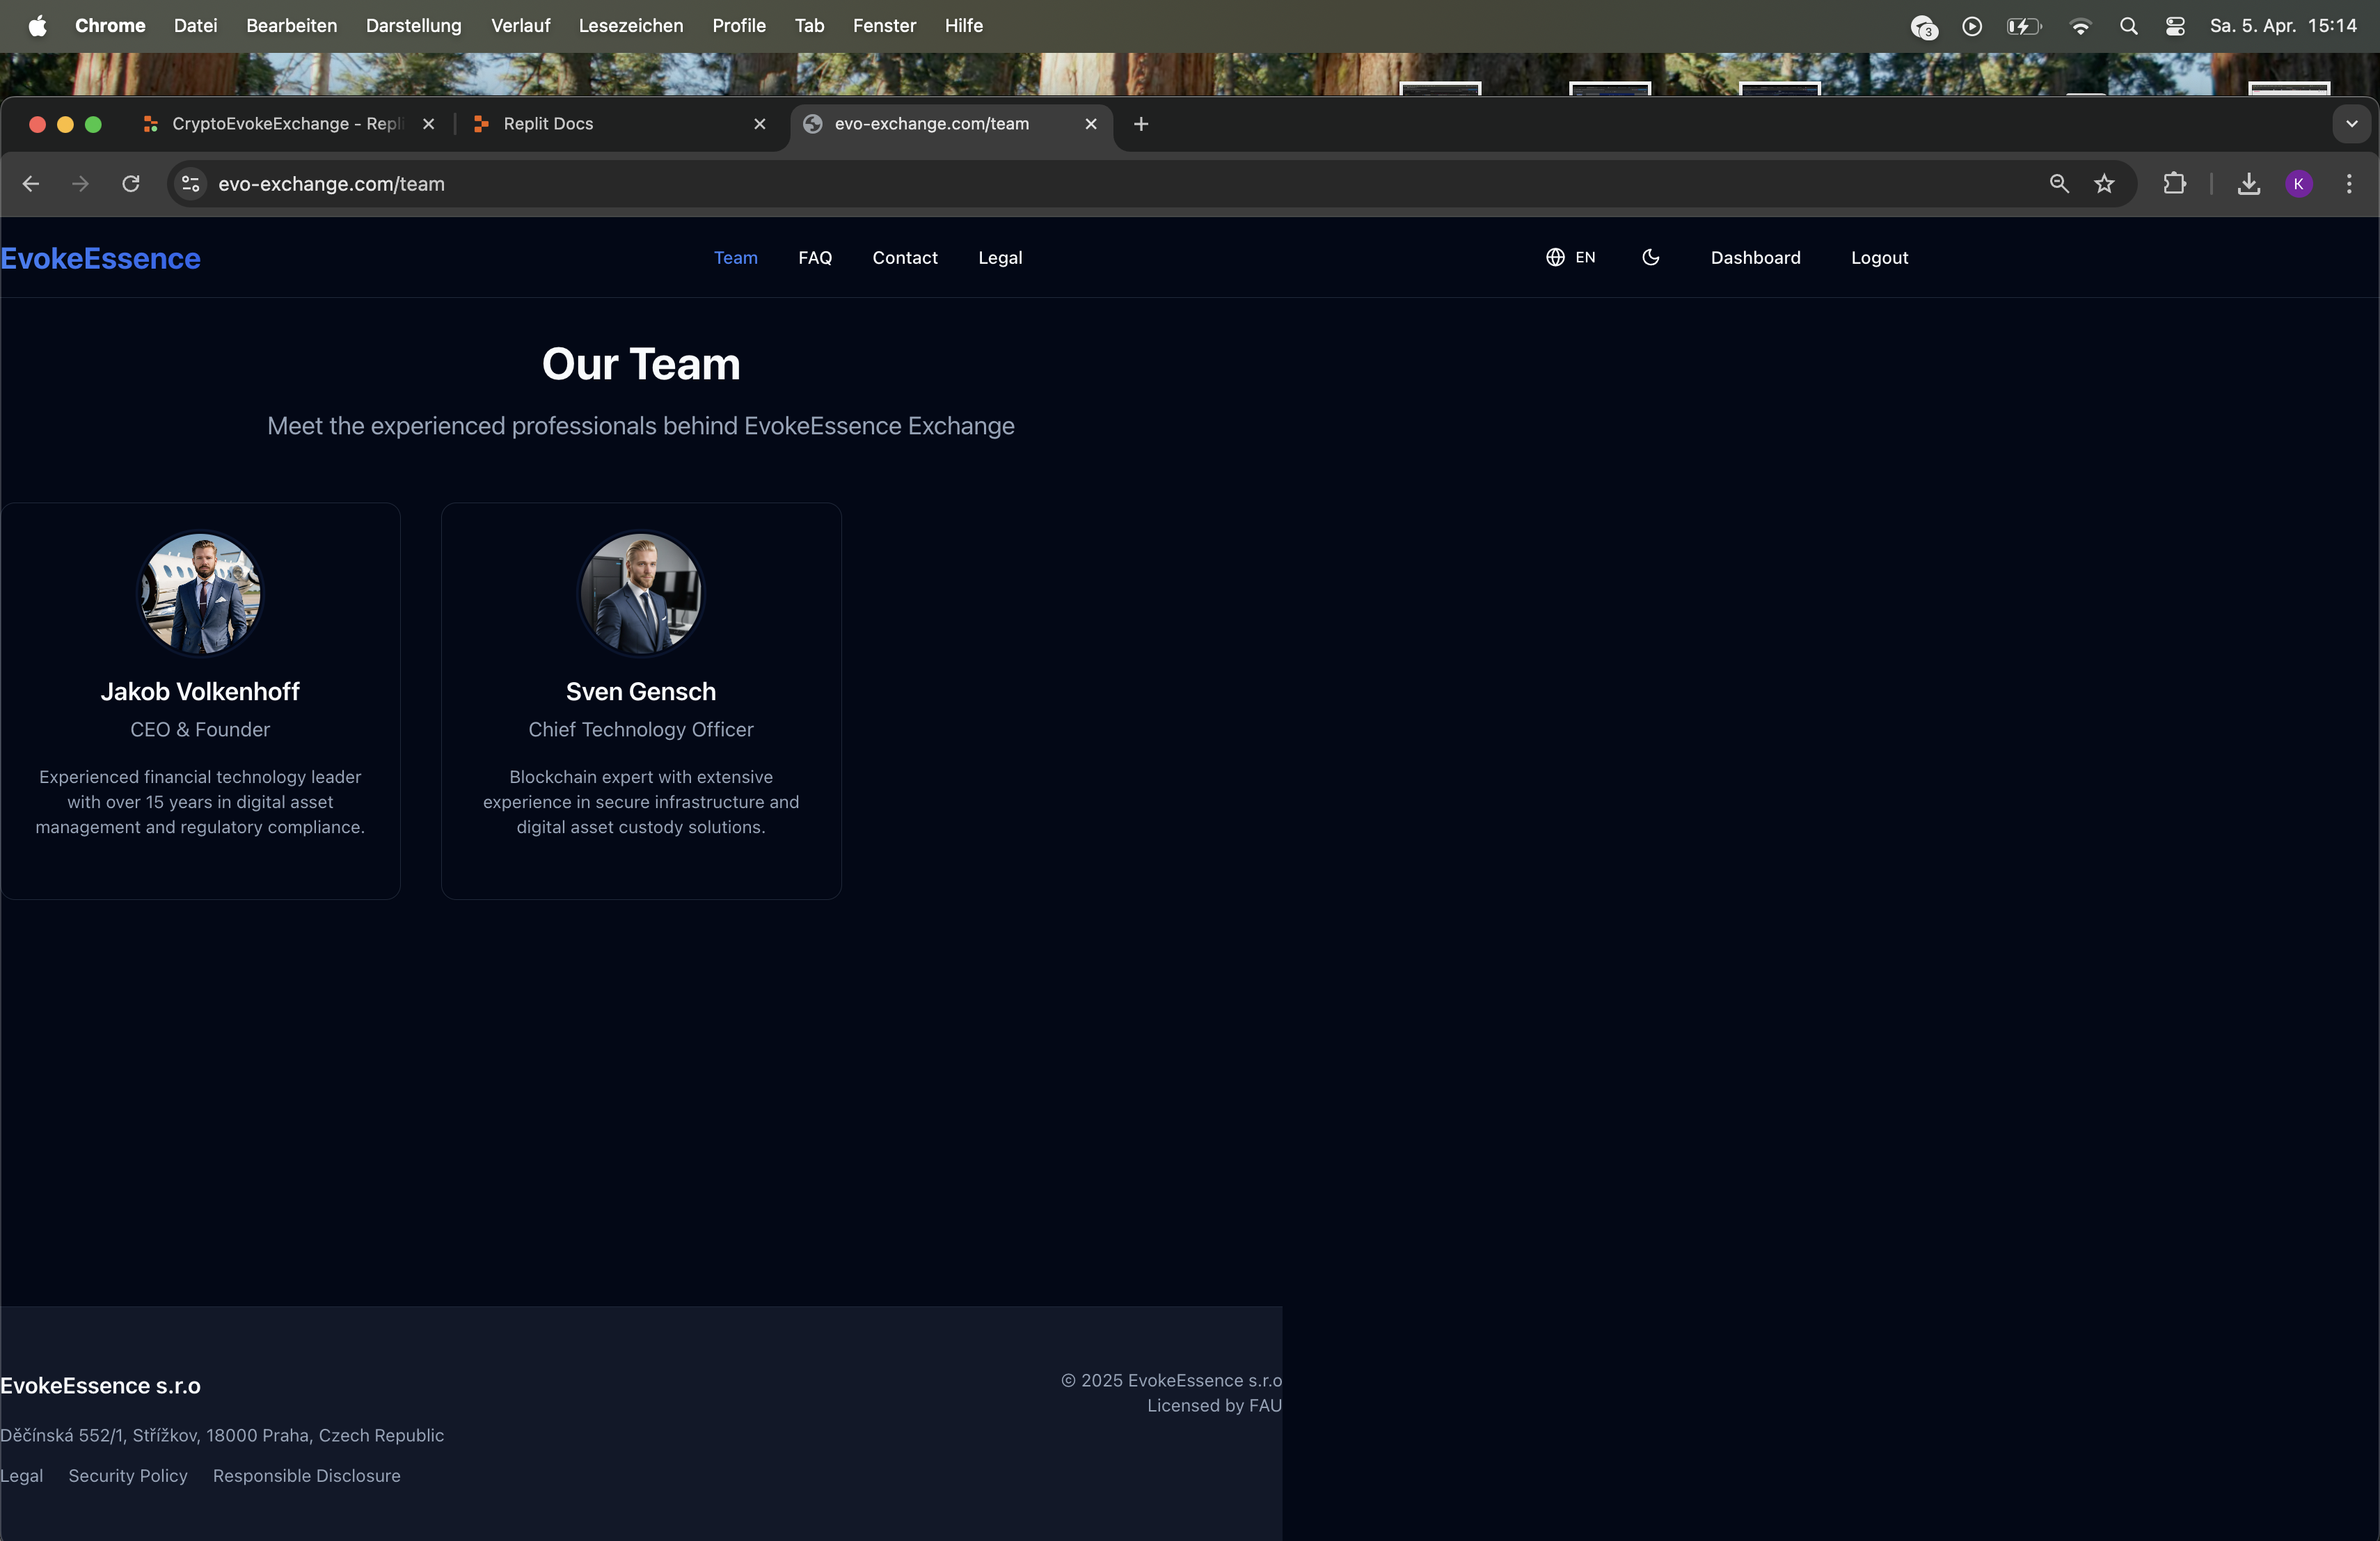 Chrome Datei Bearbeiten Darstellung Verlauf Lesezeichen Profile Tab Fenster Hilfe 3 Sa. 5. Apr. 15:14
CryptoEvokeExchange - Repli Replit Docs evo-exchange.com/team
evo-exchange.com/team K
EvokeEssence Team FAQ Contact Legal EN Dashboard Logout
Our Team
Meet the experienced professionals behind EvokeEssence Exchange
Jakob Volkenhoff
CEO & Founder
Experienced financial technology leader
with over 15 years in digital asset
management and regulatory compliance.
Sven Gensch
Chief Technology Officer
Blockchain expert with extensive
experience in secure infrastructure and
digital asset custody solutions.
EvokeEssence s.r.o
Děčínská 552/1, Střížkov, 18000 Praha, Czech Republic
Legal Security Policy Responsible Disclosure
© 2025 EvokeEssence s.r.o
Licensed by FAU